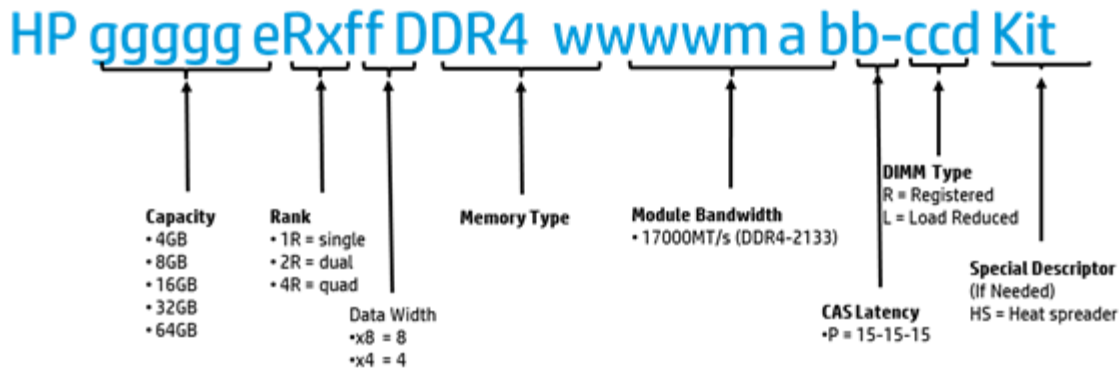 HP ggggg eRxff DDR4 wwwwm a bb-ccd Kit
Capacity
• 4GB
• 8GB
• 16GB
• 32GB
• 64GB
Rank
• 1R = single
• 2R = dual
• 4R = quad
Data Width
•x8 = 8
•x4 = 4
Memory Type
Module Bandwidth
• 17000MT/s (DDR4-2133)
CAS Latency
•P = 15-15-15
DIMM Type
R = Registered
L = Load Reduced
Special Descriptor
(If Needed)
HS = Heat spreader